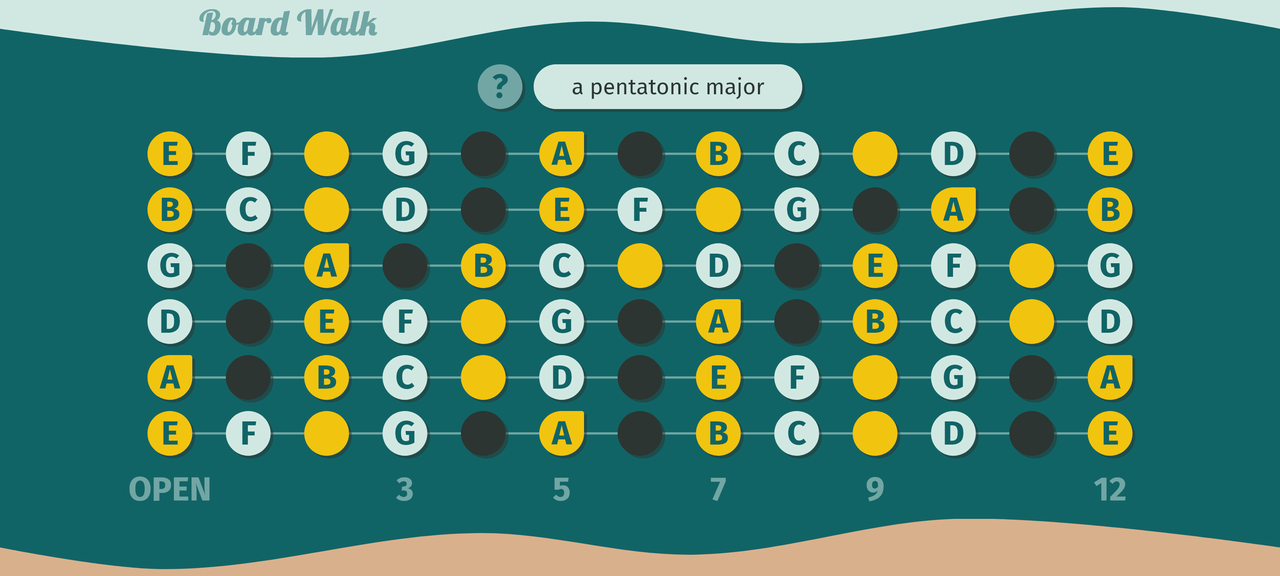 Board Walk
? a pentatonic major
E F G A B C D E
B C D E F G A B
G A B C D E F G
D E F G A B C D
A B C D E F G A
E F G A B C D E
OPEN 3 5 7 9 12